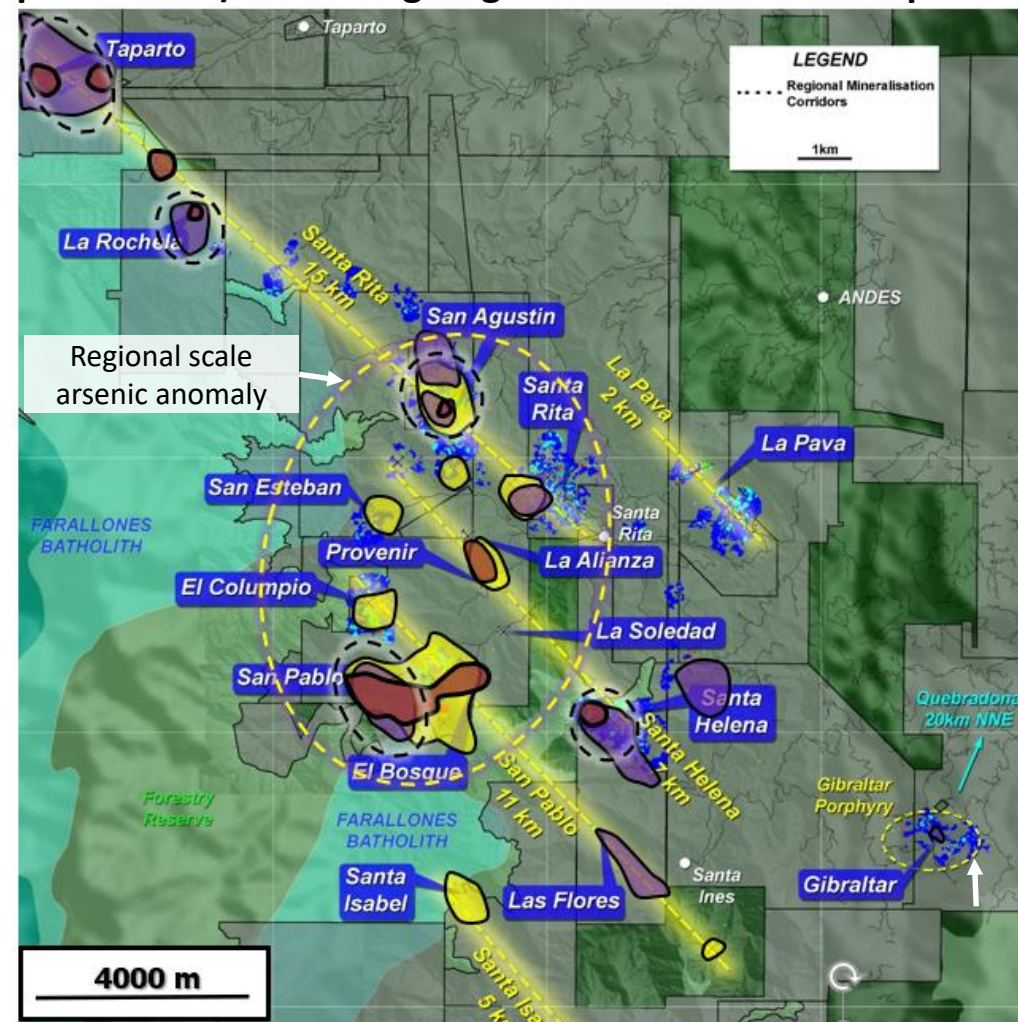 Taparto
Taparto
LEGEND
Regional Mineralisation
Corridors
1km
La Rochela
Santa Rita
15 km
ANDES
San Agustin
Regional scale
arsenic anomaly
La Pava
2 km
Santa
Rita
La Pava
San Esteban
FARALLONES
BATHOLITH
Santa
Rita
Provenir
La Alianza
El Columpio
La Soledad
San Pablo
Santa
Helena
Quebradona
20km NNE
Santa Helena
7 km
El Bosque
San Pablo
11 km
Gibraltar
Porphyry
Forestry
Reserve
FARALLONES
BATHOLITH
Santa
Isabel
Las Flores
Santa
Ines
Gibraltar
4000 m
5